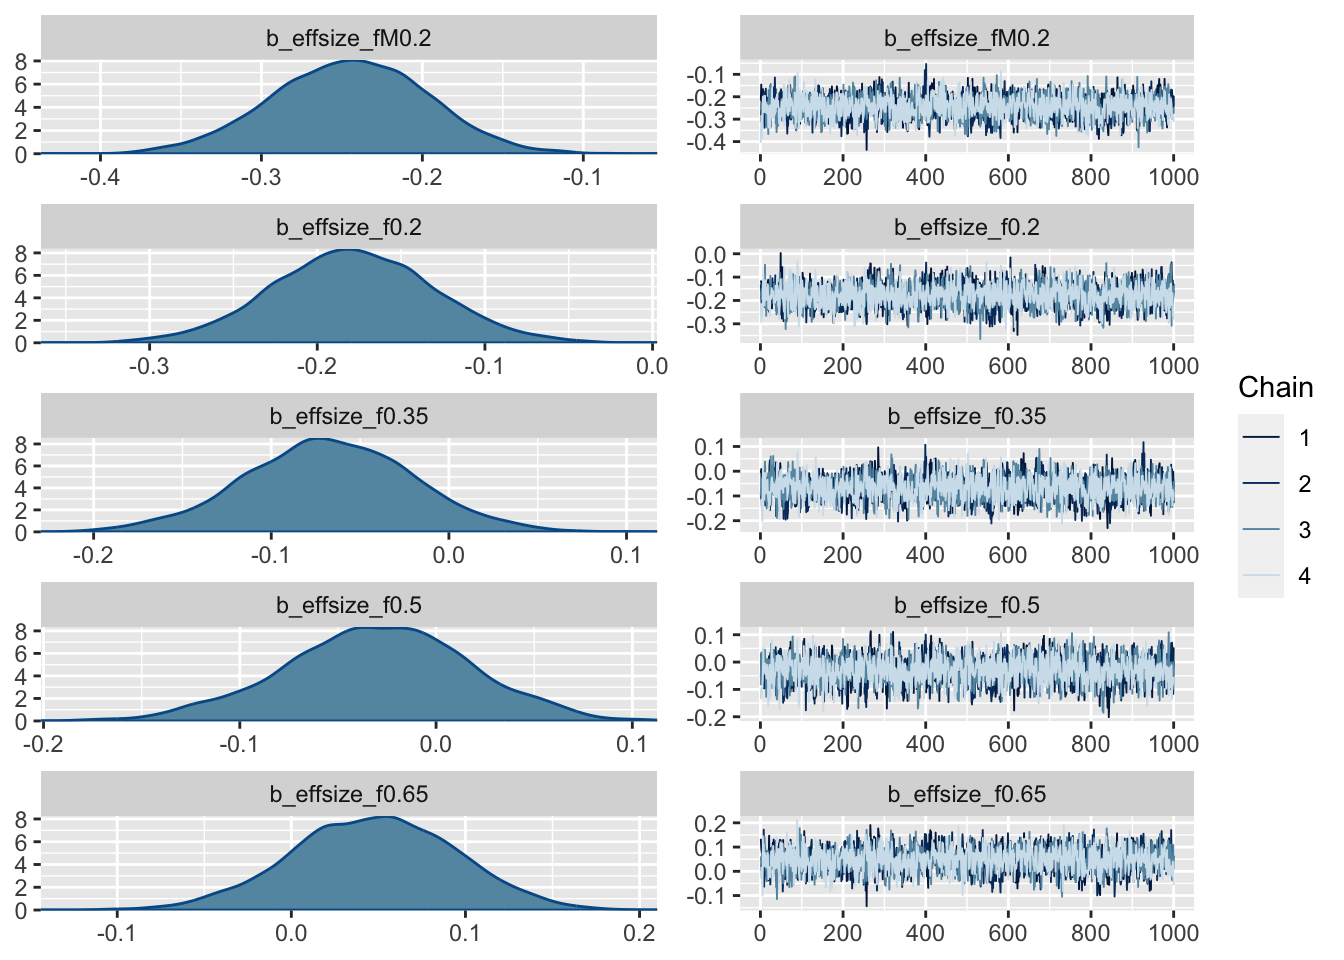 b_effsize_fM0.2
8
6
4
2
0
-0.4 -0.3 -0.2 -0.1
b_effsize_fM0.2
-0.1
-0.2
-0.3
-0.4
0 200 400 600 800 1000
b_effsize_f0.2
8
6
4
2
0
-0.3 -0.2 -0.1 0.0
b_effsize_f0.2
0.0
-0.1
-0.2
-0.3
0 200 400 600 800 1000
b_effsize_f0.35
8
6
4
2
0
-0.2 -0.1 0.0 0.1
b_effsize_f0.35
0.1
0.0
-0.1
-0.2
0 200 400 600 800 1000
b_effsize_f0.5
8
6
4
2
0
-0.2 -0.1 0.0 0.1
b_effsize_f0.5
0.1
0.0
-0.1
-0.2
0 200 400 600 800 1000
b_effsize_f0.65
8
6
4
2
0
-0.1 0.0 0.1 0.2
b_effsize_f0.65
0.2
0.1
0.0
-0.1
0 200 400 600 800 1000
Chain
1
2
3
4